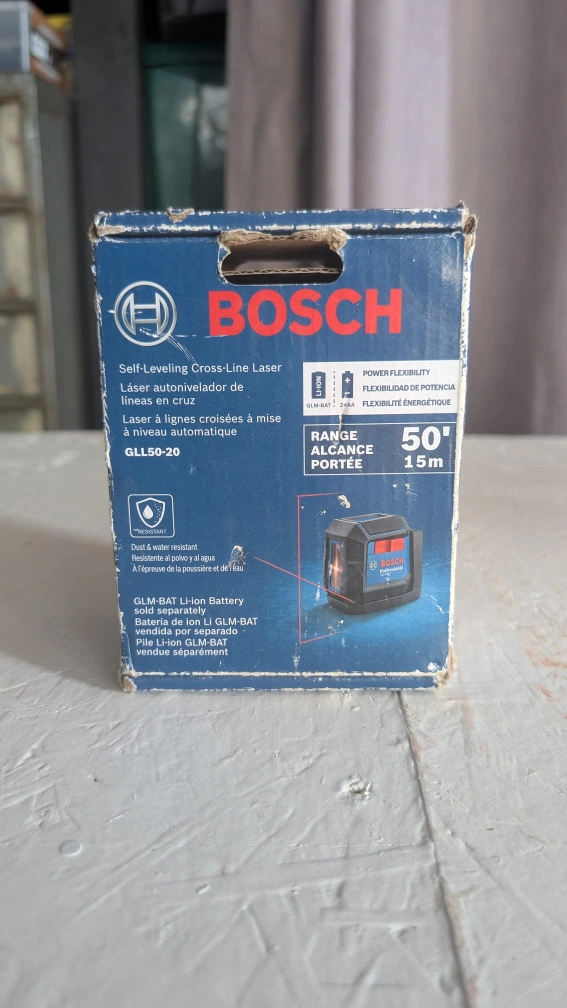 BOSCH
Self-Leveling Cross-Line Laser
Láser autonivelador de
líneas en cruz
Laser à lignes croisées à mise
à niveau automatique
GLL50-20
LI-ION
GLM-BAT
2xAA
POWER FLEXIBILITY
FLEXIBILIDAD DE POTENCIA
FLEXIBILITÉ ÉNERGÉTIQUE
RANGE
ALCANCE
PORTÉE
50'
15m
RESISTANT
Dust & water resistant
Resistente al polvo y al agua
À l'épreuve de la poussière et de l'eau
GLM-BAT Li-ion Battery
sold separately
Batería de ion Li GLM-BAT
vendida por separado
Pile Li-ion GLM-BAT
vendue séparément
BOSCH
Professional